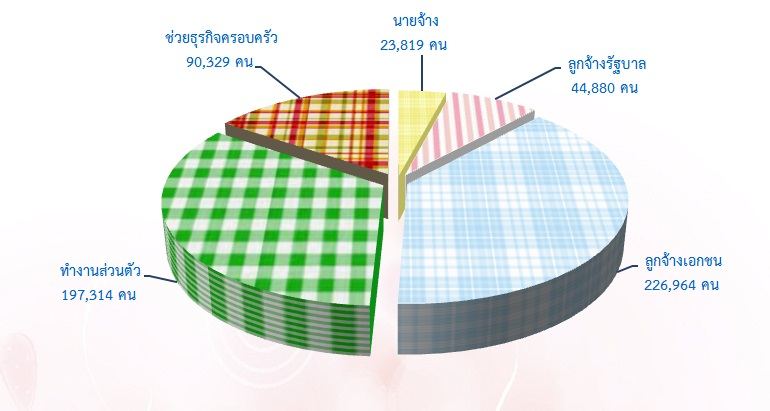 นายจ้าง
23,819 คน
ช่วยธุรกิจครอบครัว
90,329 คน
ลูกจ้างรัฐบาล
44,880 คน
ทำงานส่วนตัว
197,314 คน
ลูกจ้างเอกชน
226,964 คน